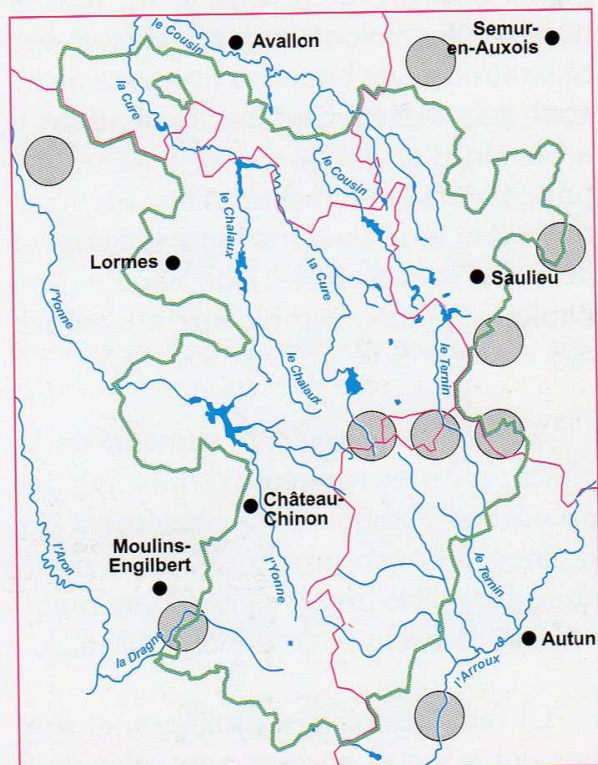 le Cousin
Avallon
Semur-
en-Auxois
la Cure
le Cousin
le Chalaux
la Cure
Lormes
Saulieu
l'Yonne
le Chalaux
le Ternin
Château-
Chinon
l'Aron
Moulins-
Engilbert
l'Yonne
le Ternin
la Dragne
l'Arroux
Autun